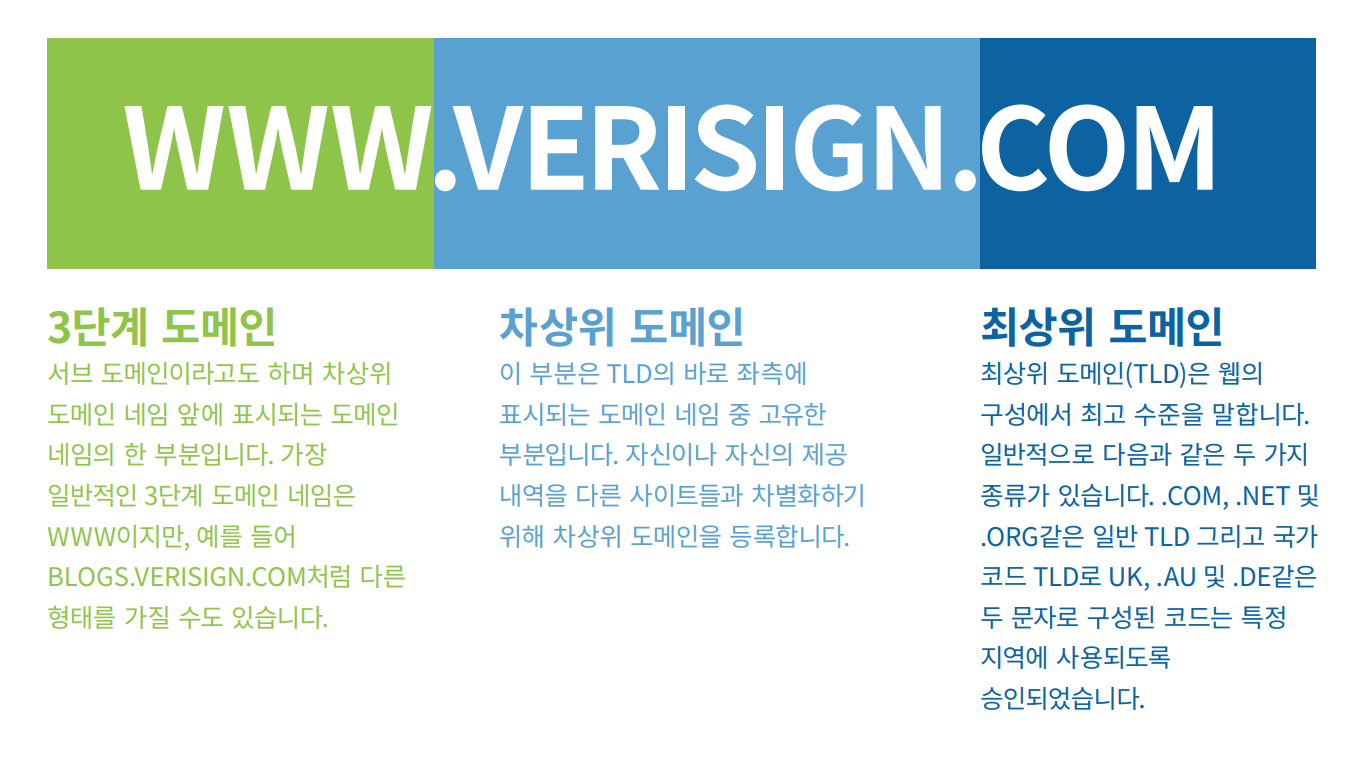 WWW.VERISIGN.COM
3단계 도메인
서브 도메인이라고도 하며 차상위
도메인 네임 앞에 표시되는 도메인
네임의 한 부분입니다. 가장
일반적인 3단계 도메인 네임은
WWW이지만, 예를 들어
BLOGS.VERISIGN.COM처럼 다른
형태를 가질 수도 있습니다.
차상위 도메인
이 부분은 TLD의 바로 좌측에
표시되는 도메인 네임 중 고유한
부분입니다. 자신이나 자신의 제공
내역을 다른 사이트들과 차별화하기
위해 차상위 도메인을 등록합니다.
최상위 도메인
최상위 도메인(TLD)은 웹의
구성에서 최고 수준을 말합니다.
일반적으로 다음과 같은 두 가지
종류가 있습니다. .COM, .NET 및
.ORG같은 일반 TLD 그리고 국가
코드 TLD로 UK, .AU 및 .DE같은
두 문자로 구성된 코드는 특정
지역에 사용되도록
승인되었습니다.